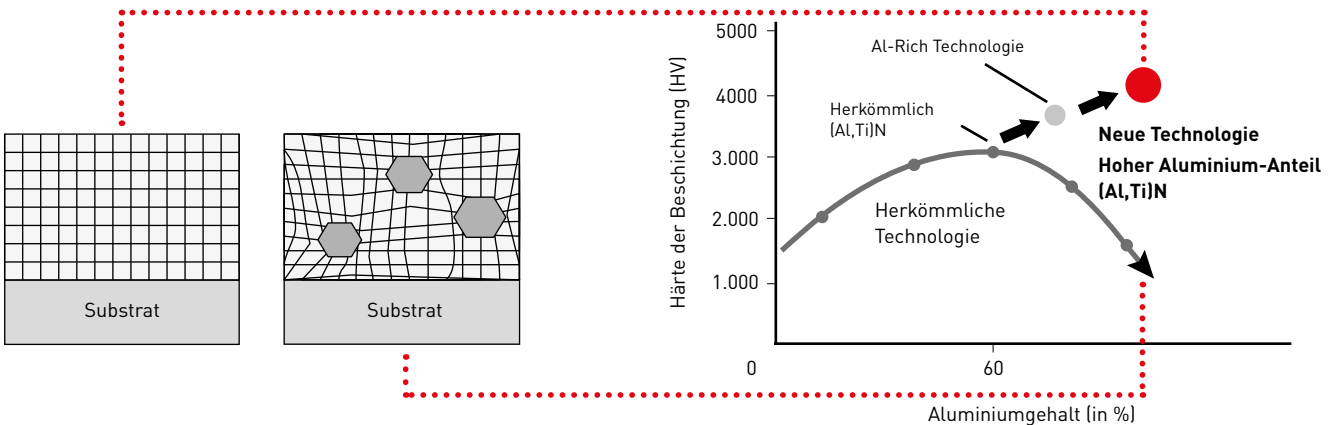 Substrat
Substrat
Härte der Beschichtung (HV)
5000
4000
3.000
2.000
1.000
0
60
Aluminiumgehalt (in %)
Al-Rich Technologie
Herkömmlich
(Al,Ti)N
Herkömmliche
Technologie
Neue Technologie
Hoher Aluminium-Anteil
(Al,Ti)N